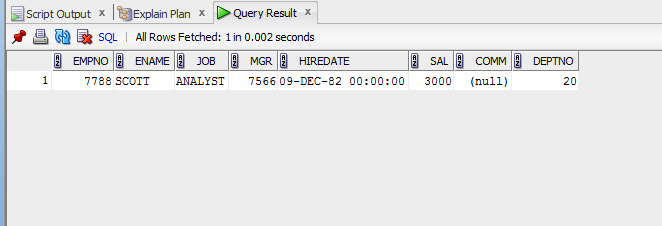 Script Output x Explain Plan x Query Result x
SQL | All Rows Fetched: 1 in 0.002 seconds
EMPNO ENAME JOB MGR HIREDATE SAL COMM DEPTNO
1 7788 SCOTT ANALYST 7566 09-DEC-82 00:00:00 3000 (null) 20